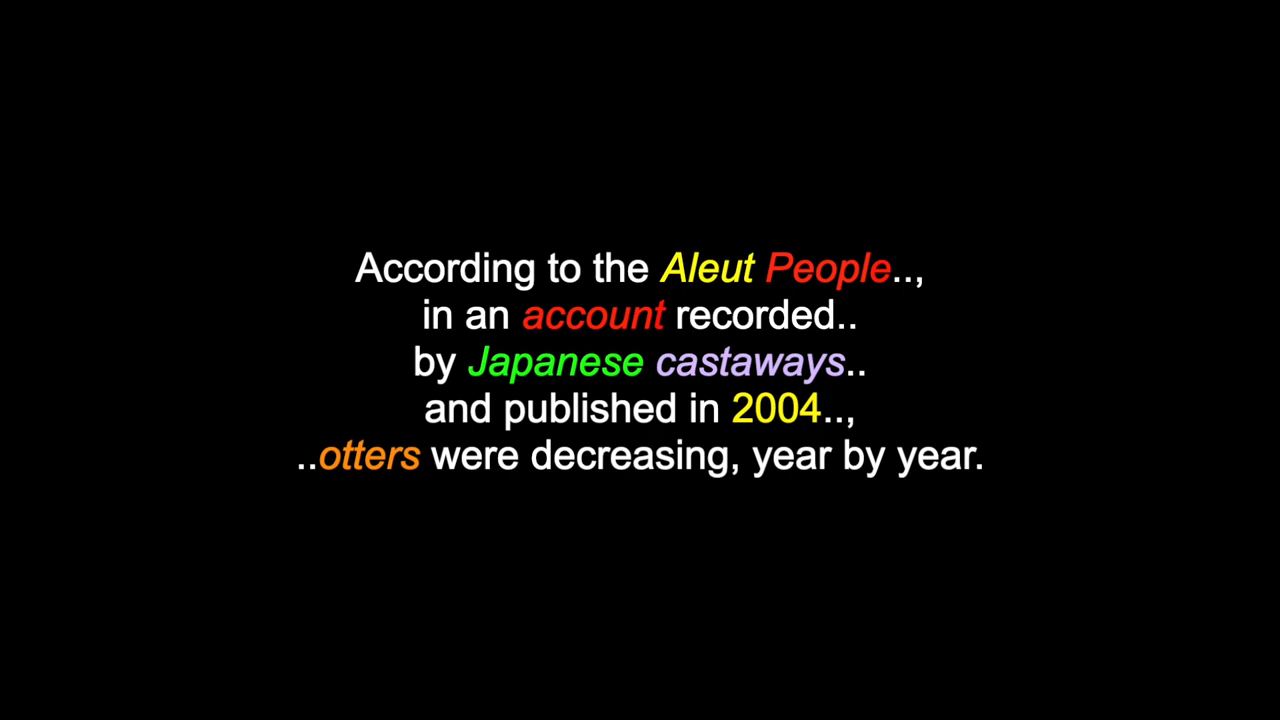 According to the Aleut People..,
in an account recorded..
by Japanese castaways..
and published in 2004..,
..otters were decreasing, year by year.